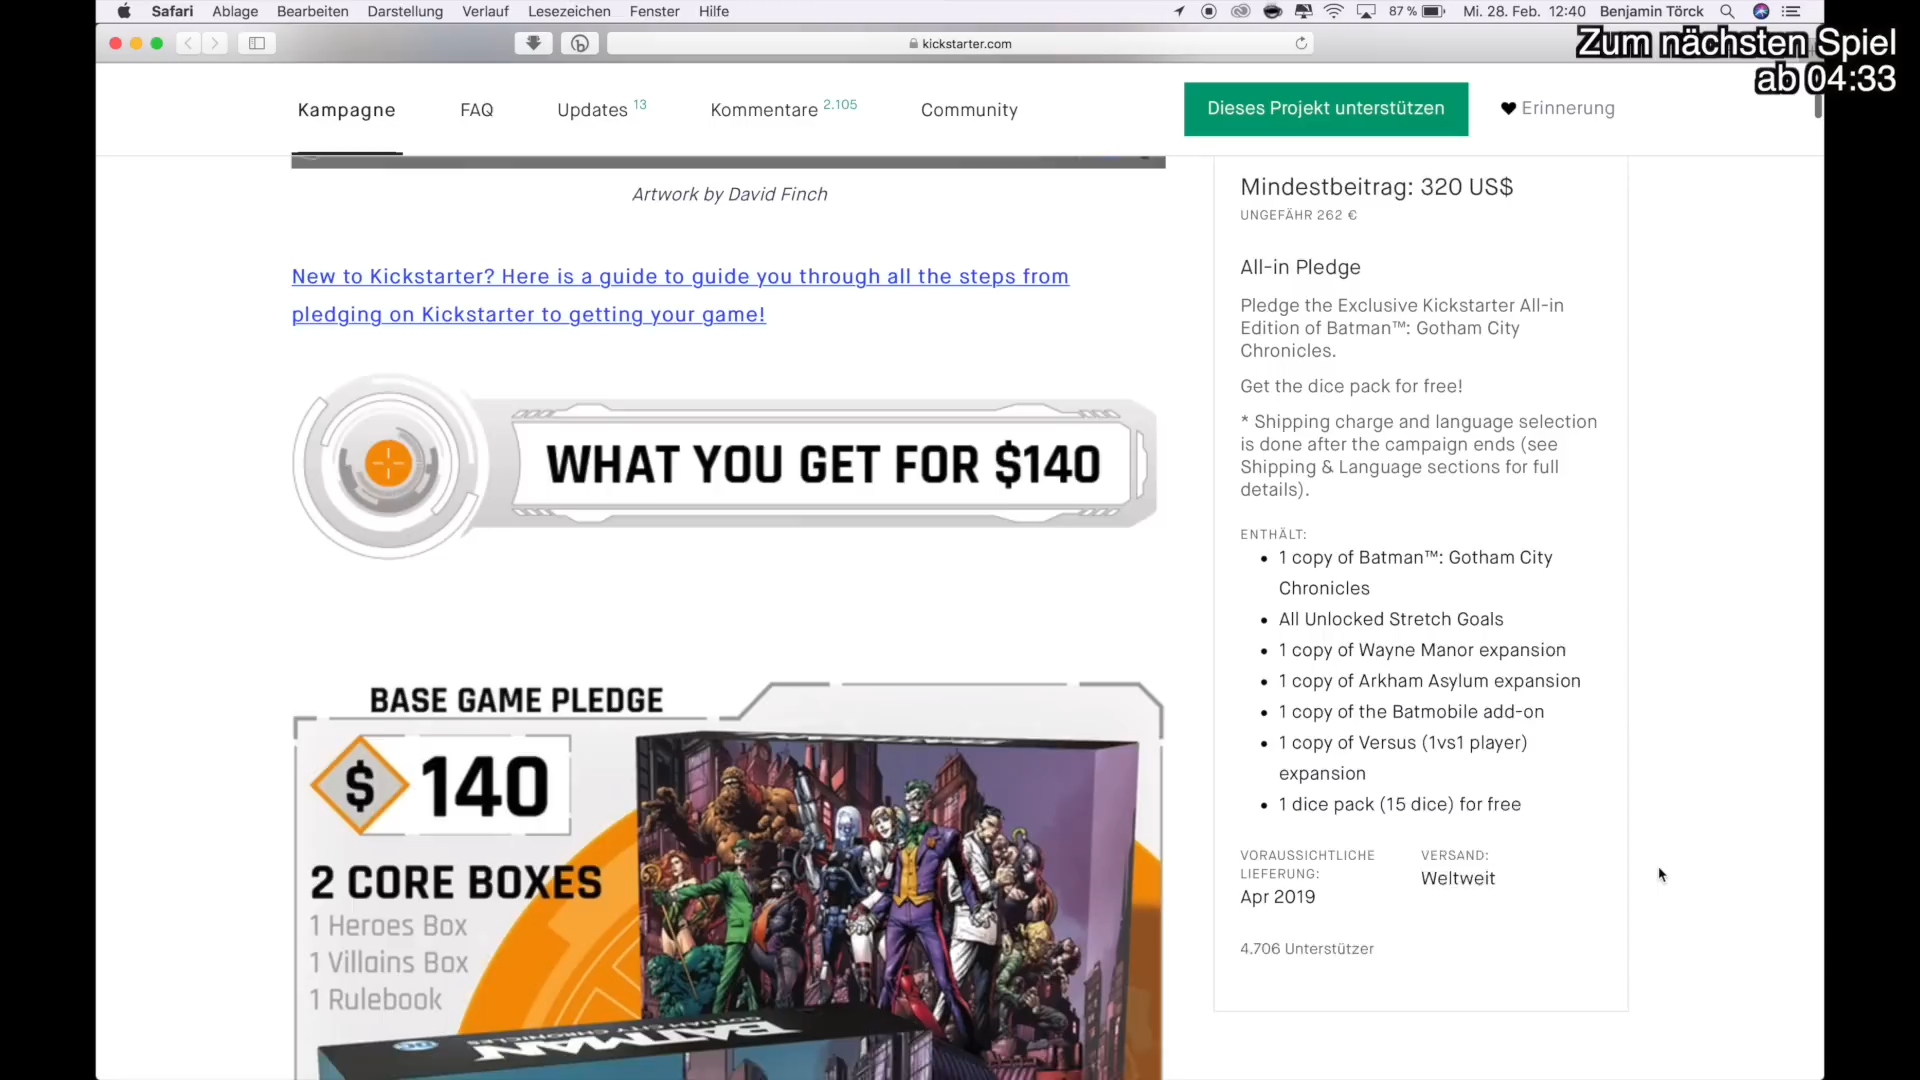 Safari Ablage Bearbeiten Darstellung Verlauf Lesezeichen Fenster Hilfe 87 % Mi. 28. Feb. 12:40 Benjamin Törck
kickstarter.com
Zum nächsten Spiel
ab 04:33
Kampagne FAQ Updates 13 Kommentare 2.105 Community Dieses Projekt unterstützen Erinnerung
Artwork by David Finch
New to Kickstarter? Here is a guide to guide you through all the steps from
pledging on Kickstarter to getting your game!
WHAT YOU GET FOR $140
BASE GAME PLEDGE
$ 140
2 CORE BOXES
1 Heroes Box
1 Villains Box
1 Rulebook
BATMAN
GOTHAM CITY CHRONICLES
DC
Mindestbeitrag: 320 US$
UNGEFÄHR 262 €
All-in Pledge
Pledge the Exclusive Kickstarter All-in
Edition of Batman™: Gotham City
Chronicles.
Get the dice pack for free!
* Shipping charge and language selection
is done after the campaign ends (see
Shipping & Language sections for full
details).
ENTHÄLT:
• 1 copy of Batman™: Gotham City
Chronicles
• All Unlocked Stretch Goals
• 1 copy of Wayne Manor expansion
• 1 copy of Arkham Asylum expansion
• 1 copy of the Batmobile add-on
• 1 copy of Versus (1vs1 player)
expansion
• 1 dice pack (15 dice) for free
VORAUSSICHTLICHE
LIEFERUNG:
Apr 2019
VERSAND:
Weltweit
4.706 Unterstützer